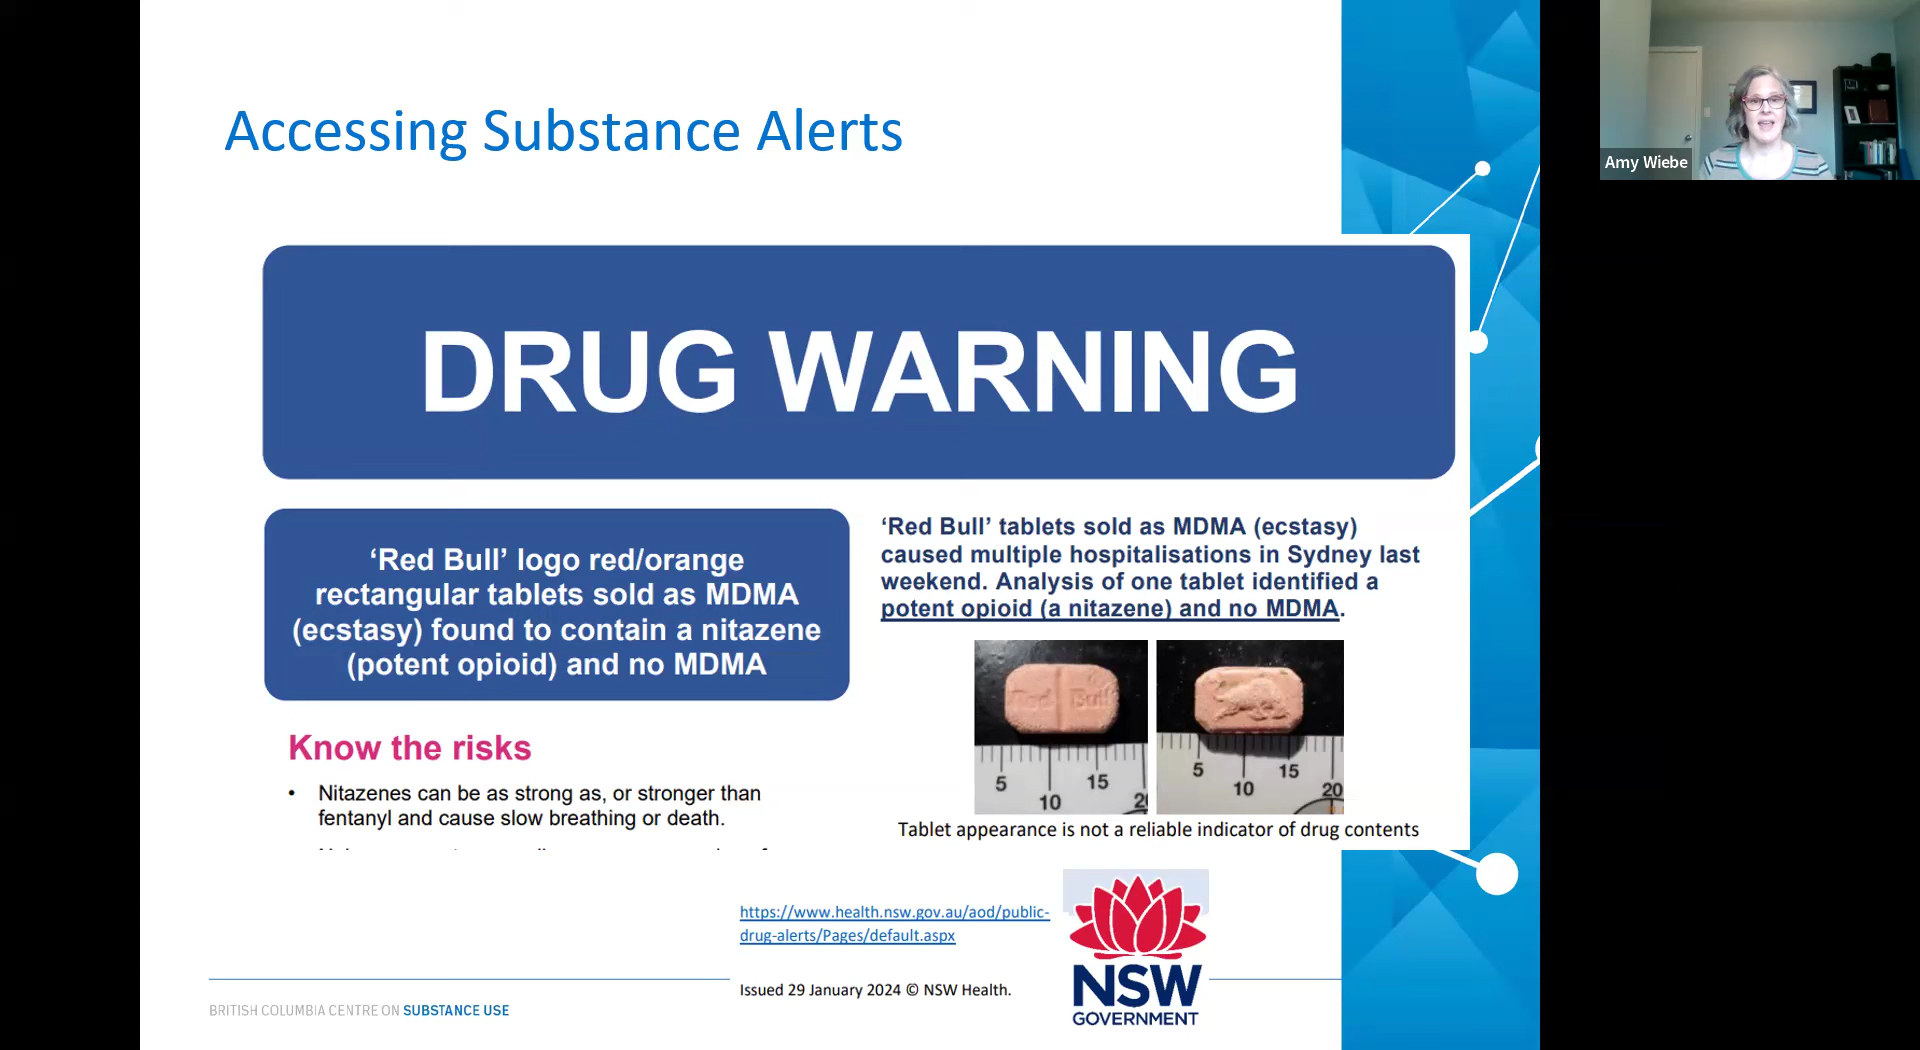 Accessing Substance Alerts
Amy Wiebe
DRUG WARNING
‘Red Bull’ logo red/orange
rectangular tablets sold as MDMA
(ecstasy) found to contain a nitazene
(potent opioid) and no MDMA
‘Red Bull’ tablets sold as MDMA (ecstasy)
caused multiple hospitalisations in Sydney last
weekend. Analysis of one tablet identified a
potent opioid (a nitazene) and no MDMA.
Red Bull
5 15
10 20
5 15
10 20
Tablet appearance is not a reliable indicator of drug contents
Know the risks
• Nitazenes can be as strong as, or stronger than
fentanyl and cause slow breathing or death.
https://www.health.nsw.gov.au/aod/public-
drug-alerts/Pages/default.aspx
Issued 29 January 2024 © NSW Health.
NSW
GOVERNMENT
BRITISH COLUMBIA CENTRE ON SUBSTANCE USE